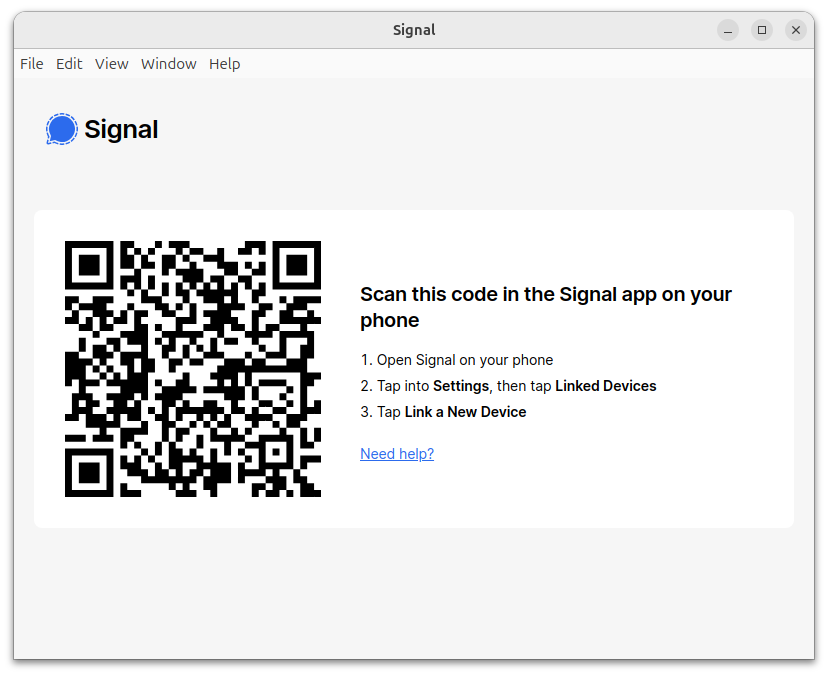 Signal
File Edit View Window Help
Signal
Scan this code in the Signal app on your
phone
1. Open Signal on your phone
2. Tap into Settings, then tap Linked Devices
3. Tap Link a New Device
Need help?